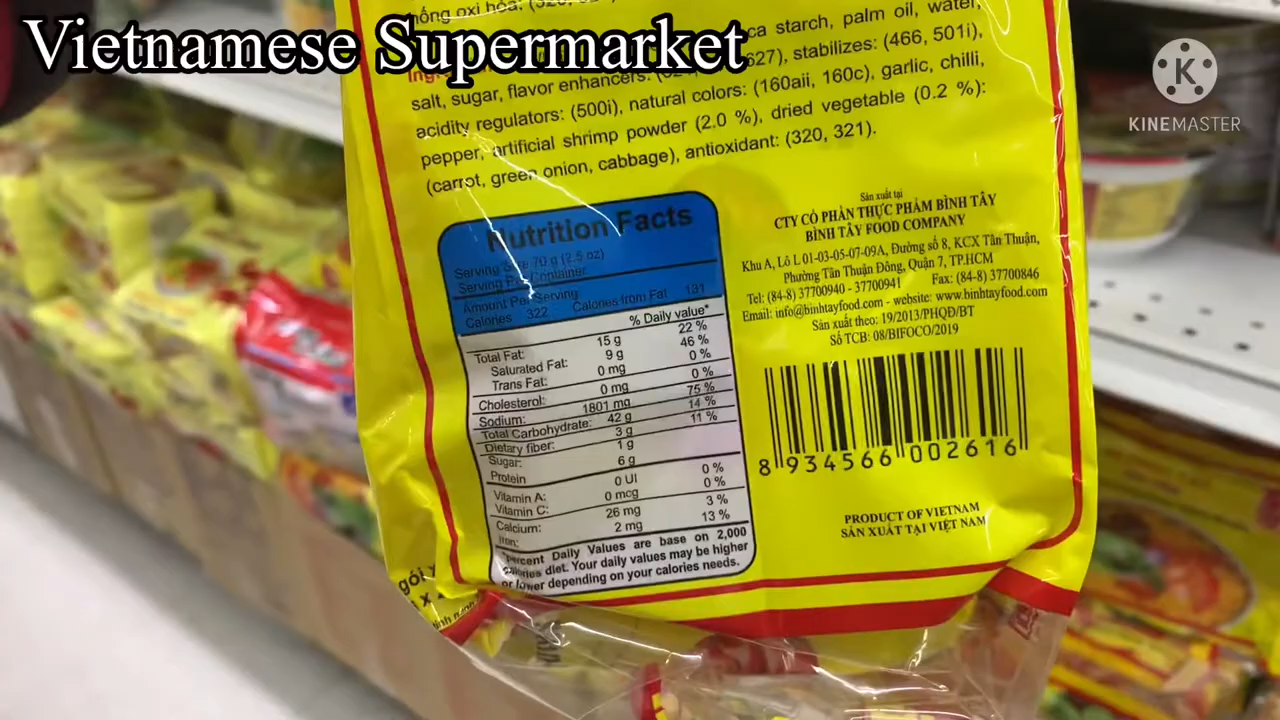 Vietnamese Supermarket
KINEMASTER
ống oxi hóa:
ca starch, palm oil, water,
salt, sugar, flavor enhancers: 627), stabilizes: (466, 501i),
acidity regulators: (500i), natural colors: (160aii, 160c), garlic, chilli,
pepper, artificial shrimp powder (2.0 %), dried vegetable (0.2 %):
(carrot, green onion, cabbage), antioxidant: (320, 321).
Nutrition Facts
Serving Size 70 g (2.5 oz)
Serving Per Container
Amount Per Serving
Calories 322 Calories from Fat 131
% Daily value*
Total Fat: 15 g 22 %
Saturated Fat: 9 g 46 %
Trans Fat: 0 mg 0 %
Cholesterol: 0 mg 0 %
Sodium: 1801 mg 75 %
Total Carbohydrate: 42 g 14 %
Dietary fiber: 3 g 11 %
Sugar: 1 g
Protein 6 g
Vitamin A: 0 UI 0 %
Vitamin C: 0 mcg 0 %
Calcium: 26 mg 3 %
Iron: 2 mg 13 %
*percent Daily Values are base on 2,000
calories diet. Your daily values may be higher
or lower depending on your calories needs.
Sản xuất tại
CTY CỔ PHẦN THỰC PHẨM BÌNH TÂY
BÌNH TÂY FOOD COMPANY
Khu A, Lô L 01-03-05-07-09A, Đường số 8, KCX Tân Thuận,
Phường Tân Thuận Đông, Quận 7, TP.HCM
Tel: (84-8) 37700940 - 37700941 Fax: (84-8) 37700846
Email: info@binhtayfood.com - website: www.binhtayfood.com
Sản xuất theo: 19/2013/PHQD/BT
Số TCB: 08/BIFOCO/2019
8 934566 002616
PRODUCT OF VIETNAM
SẢN XUẤT TẠI VIỆT NAM
gói
x